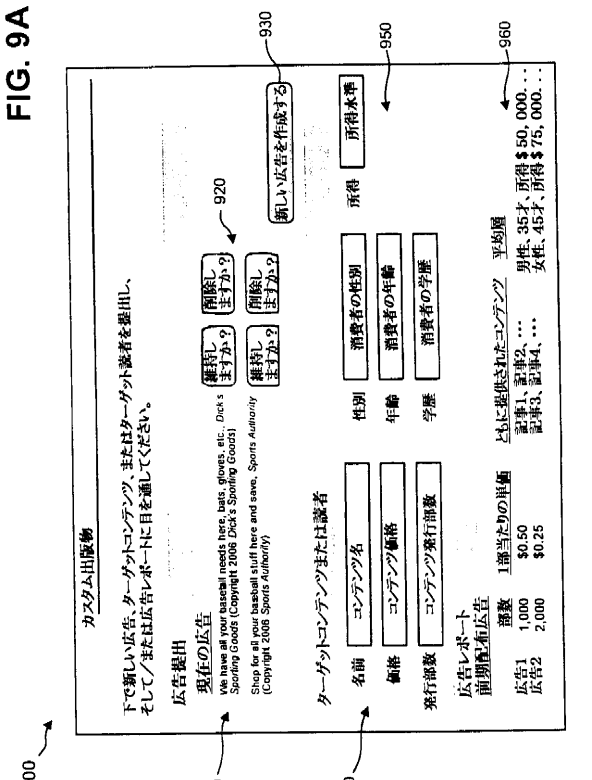 FIG. 9A
カスタム出版物
下で新しい広告、ターゲットコンテンツ、またはターゲット読者を提出し、
そして/または広告レポートに目を通してください。
広告提出
現在の広告
We have all your baseball needs here, bats, gloves, etc., Dick's
Sporting Goods (Copyright 2006 Dick's Sporting Goods)
維持し
ますか?
削除し
ますか?
920
Shop for all your baseball stuff here and save, Sports Authority
(Copyright 2006 Sports Authority)
維持し
ますか?
削除し
ますか?
新しい広告を作成する
930
ターゲットコンテンツまたは読者
名前 コンテンツ名 性別 消費者の性別 所得 所得水準
価格 コンテンツ価格 年齢 消費者の年齢
発行部数 コンテンツ発行部数 学歴 消費者の学歴
950
広告レポート
前期配布広告
部数 1部当たりの単価 ともに提供されたコンテンツ 平均層
広告1 1,000 $0.50 記事1、記事2、... 男性、35才、所得$50,000...
広告2 2,000 $0.25 記事3、記事4、... 女性、45才、所得$75,000...
960